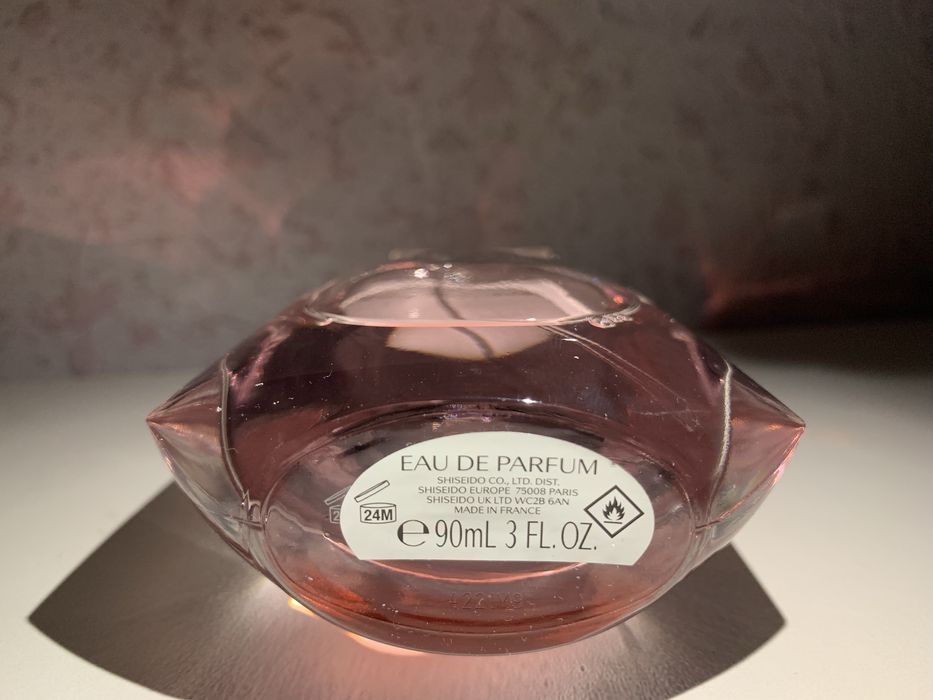 EAU DE PARFUM
SHISEIDO CO., LTD. DIST.
SHISEIDO EUROPE 75008 PARIS
SHISEIDO UK LTD WC2B 6AN
MADE IN FRANCE
24M
℮ 90mL 3 FL. OZ.